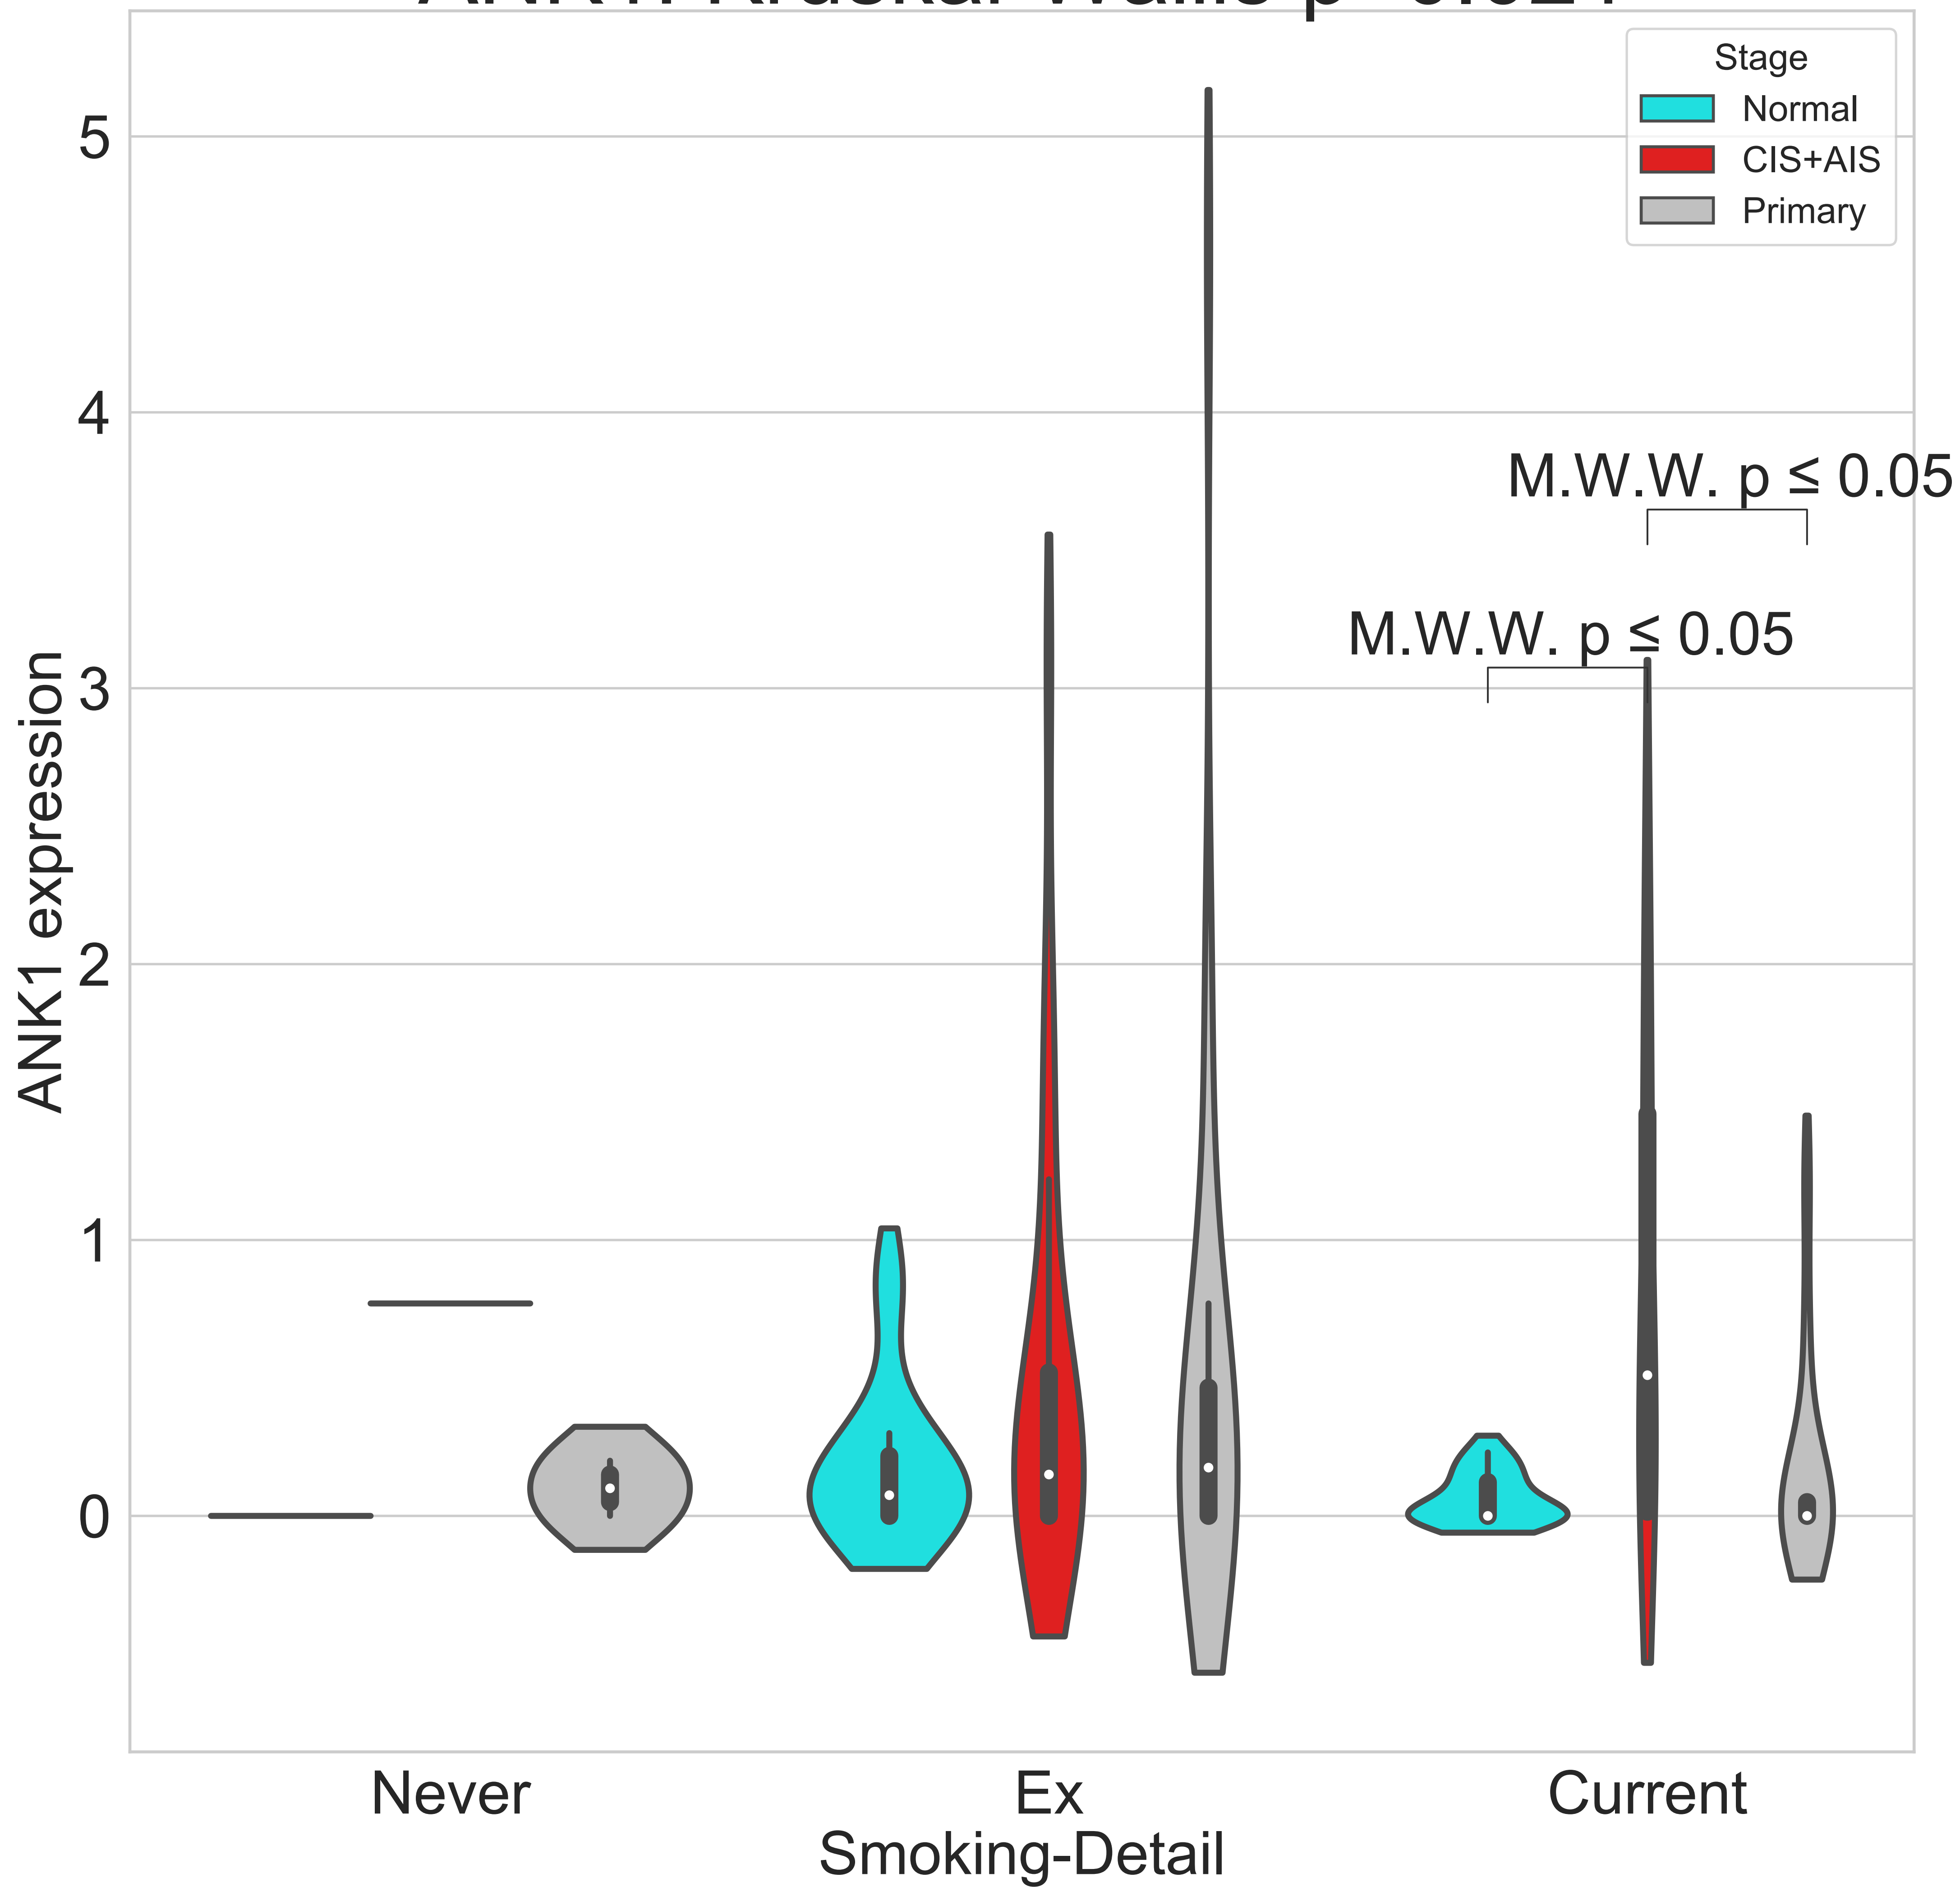 Stage
Normal
CIS+AIS
Primary
5
4
3
2
1
0
ANK1 expression
M.W.W. p ≤ 0.05
M.W.W. p ≤ 0.05
Never
Ex
Current
Smoking-Detail